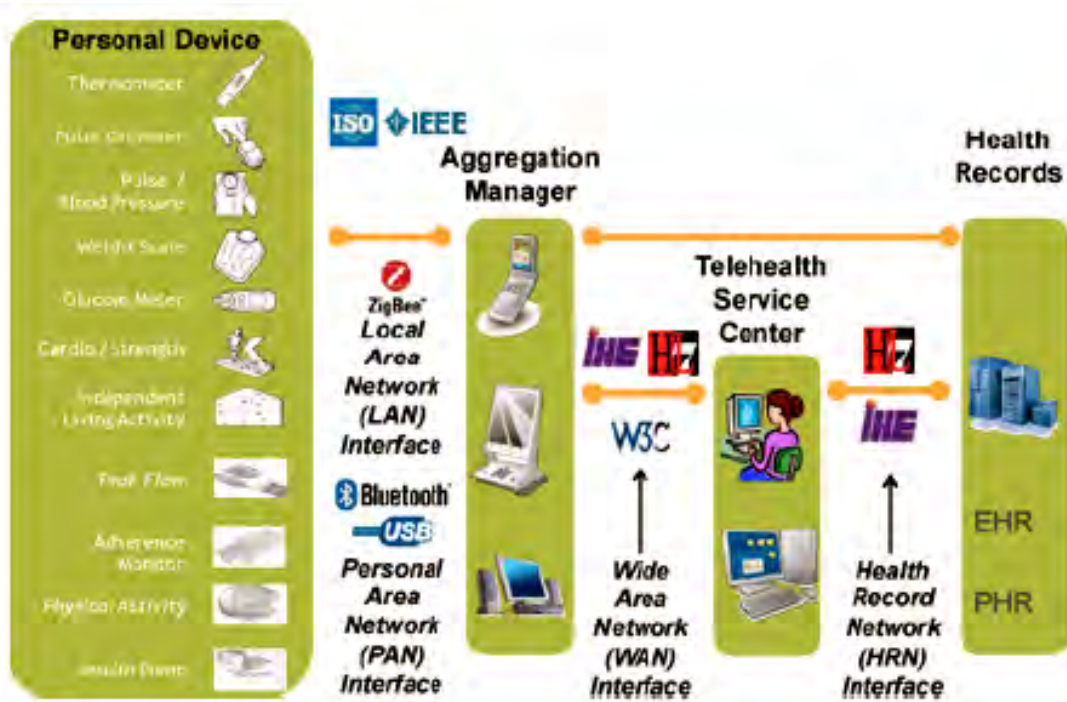 Personal Device
Thermometer
Pulse Oximeter
Pulse /
Blood Pressure
Weight Scale
Glucose Meter
Cardio / Strength
Independent
Living Activity
Peak Flow
Adherence
Monitor
Physical Activity
Insulin Pump
ISO IEEE
Aggregation
Manager
ZigBee
Local
Area
Network
(LAN)
Interface
Bluetooth
USB
Personal
Area
Network
(PAN)
Interface
Telehealth
Service
Center
IHE HL7
W3C
Wide
Area
Network
(WAN)
Interface
HL7
IHE
Health
Record
Network
(HRN)
Interface
Health
Records
EHR
PHR